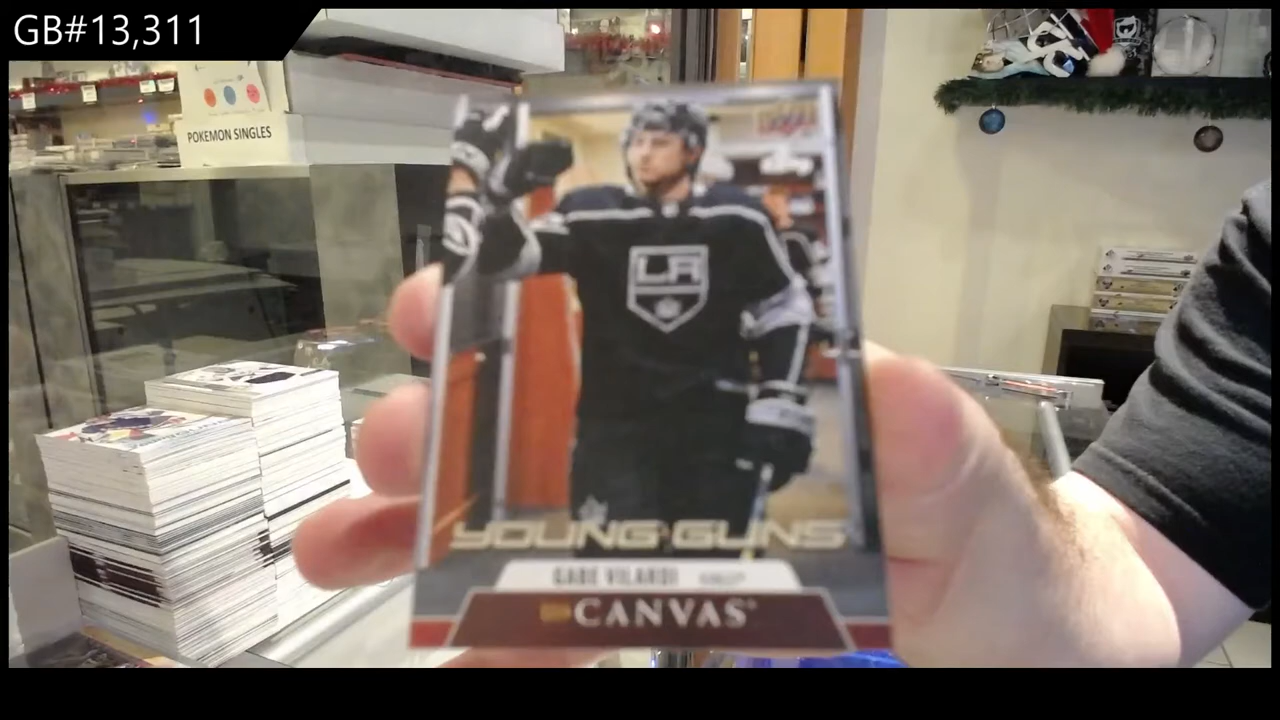 GB#13,311
POKEMON SINGLES
LA
YOUNG GUNS
GABE VILARDI
CANVAS